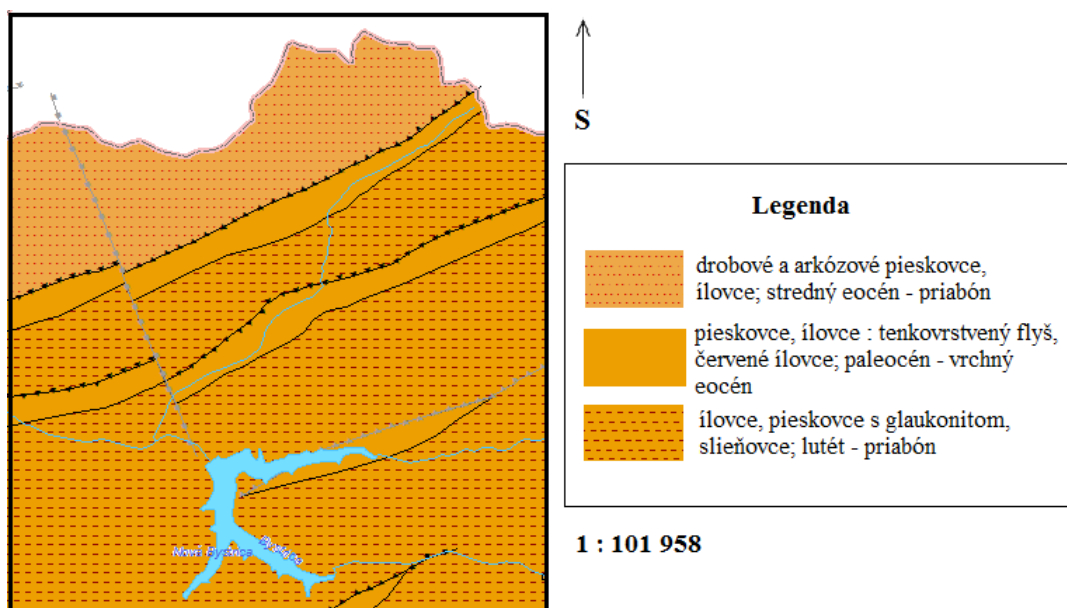 S
Legenda
drobové a arkózové pieskovce,
ílovce; stredný eocén - priabón
pieskovce, ílovce : tenkovrstvený flyš,
červené ílovce; paleocén - vrchný
eocén
ílovce, pieskovce s glaukonitom,
slieňovce; lutét - priabón
1 : 101 958
Bystrica